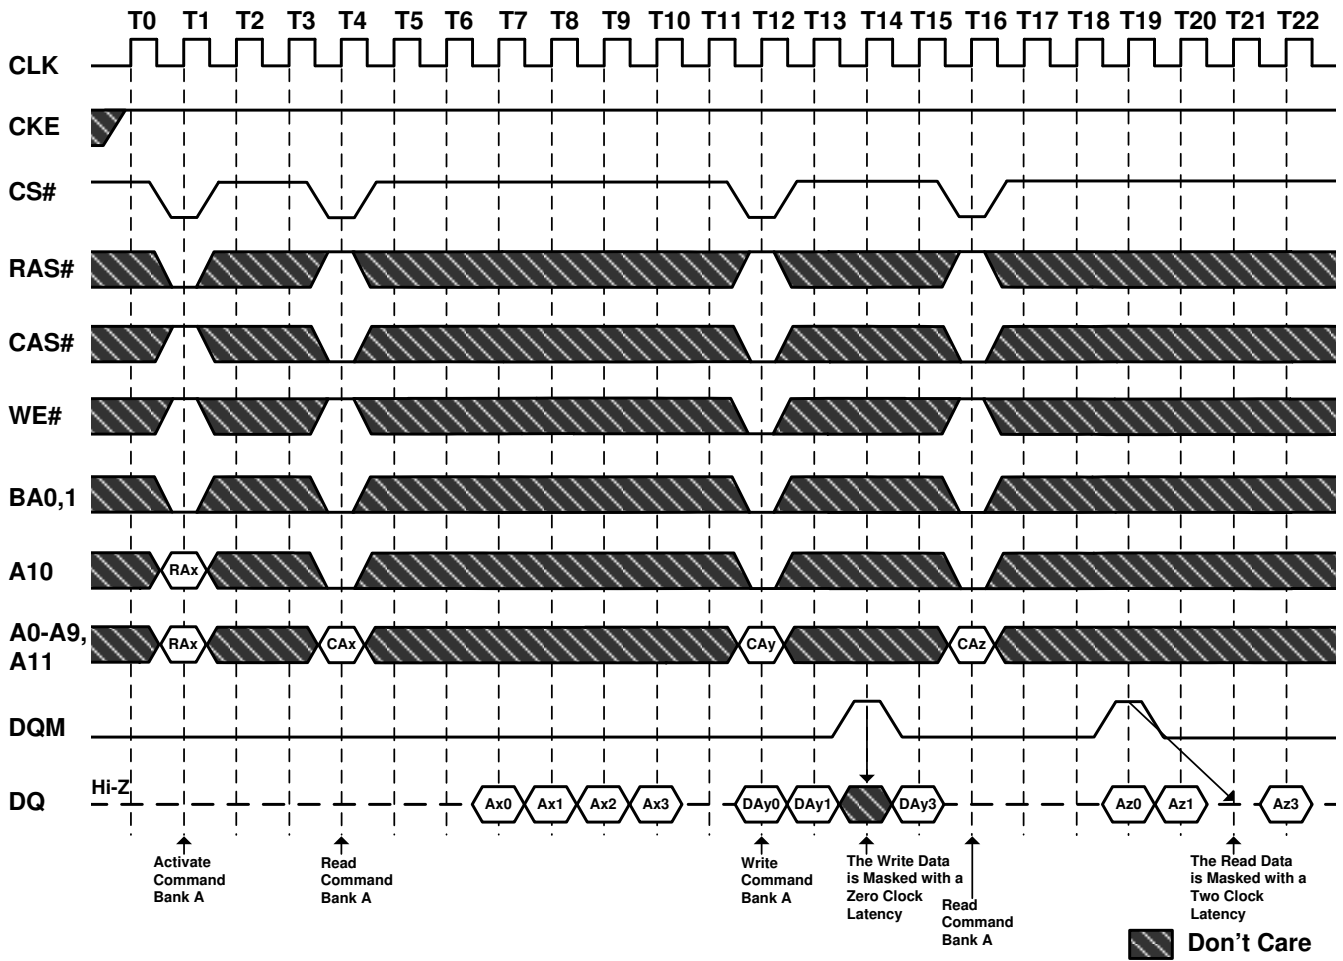 T0 T1 T2 T3 T4 T5 T6 T7 T8 T9 T10 T11 T12 T13 T14 T15 T16 T17 T18 T19 T20 T21 T22
CLK
CKE
CS#
RAS#
CAS#
WE#
BA0,1
A10 RAx
A0-A9,
A11
RAx CAx CAy CAz
DQM
Hi-Z
DQ Ax0 Ax1 Ax2 Ax3 DAy0 DAy1 DAy3 Az0 Az1 Az3
Activate
Command
Bank A
Read
Command
Bank A
Write
Command
Bank A
The Write Data
is Masked with a
Zero Clock
Latency
Read
Command
Bank A
The Read Data
is Masked with a
Two Clock
Latency
Don't Care